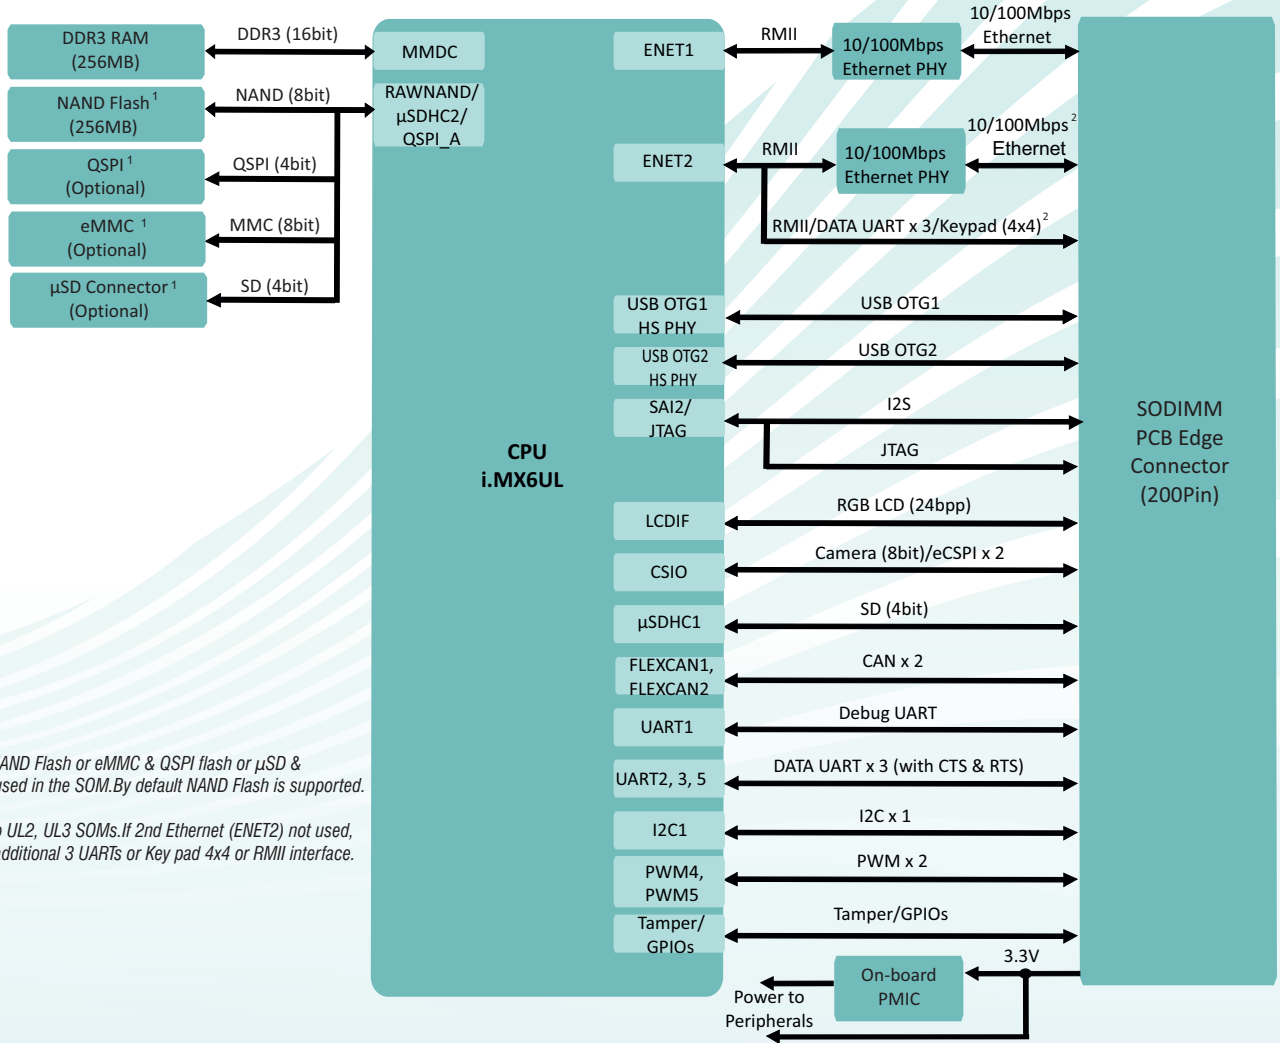 DDR3 RAM
(256MB)
DDR3 (16bit)
MMDC
NAND Flash 1
(256MB)
NAND (8bit)
RAWNAND/
µSDHC2/
QSPI_A
QSPI 1
(Optional)
QSPI (4bit)
eMMC 1
(Optional)
MMC (8bit)
µSD Connector 1
(Optional)
SD (4bit)
CPU
i.MX6UL
ENET1
RMII
10/100Mbps
Ethernet PHY
10/100Mbps
Ethernet
ENET2
RMII
10/100Mbps
Ethernet PHY
10/100Mbps 2
Ethernet
RMII/DATA UART x 3/Keypad (4x4) 2
USB OTG1
HS PHY
USB OTG1
USB OTG2
HS PHY
USB OTG2
SAI2/
JTAG
I2S
JTAG
LCDIF
RGB LCD (24bpp)
CSIO
Camera (8bit)/eCSPI x 2
µSDHC1
SD (4bit)
FLEXCAN1,
FLEXCAN2
CAN x 2
UART1
Debug UART
UART2, 3, 5
DATA UART x 3 (with CTS & RTS)
I2C1
I2C x 1
PWM4,
PWM5
PWM x 2
Tamper/
GPIOs
Tamper/GPIOs
SODIMM
PCB Edge
Connector
(200Pin)
3.3V
On-board
PMIC
Power to
Peripherals
NAND Flash or eMMC & QSPI flash or µSD &
used in the SOM.By default NAND Flash is supported.
UL2, UL3 SOMs.If 2nd Ethernet (ENET2) not used,
additional 3 UARTs or Key pad 4x4 or RMII interface.